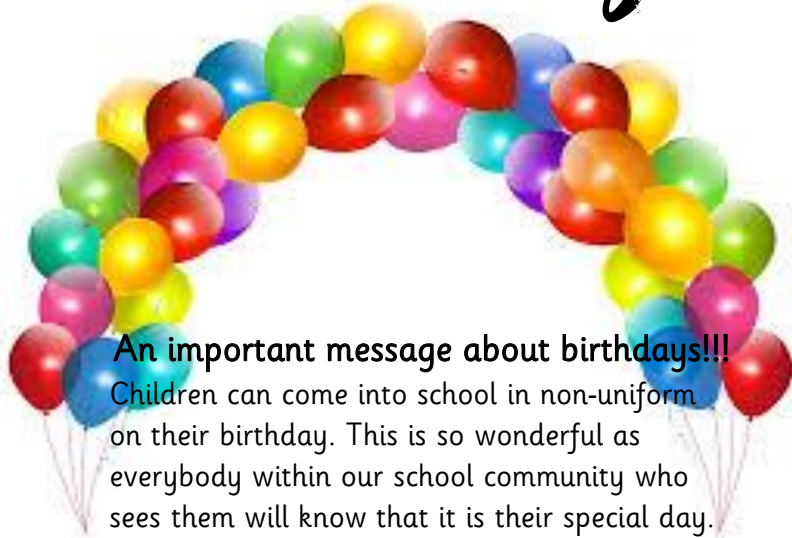 An important message about birthdays!!!
Children can come into school in non-uniform
on their birthday. This is so wonderful as
everybody within our school community who
sees them will know that it is their special day.